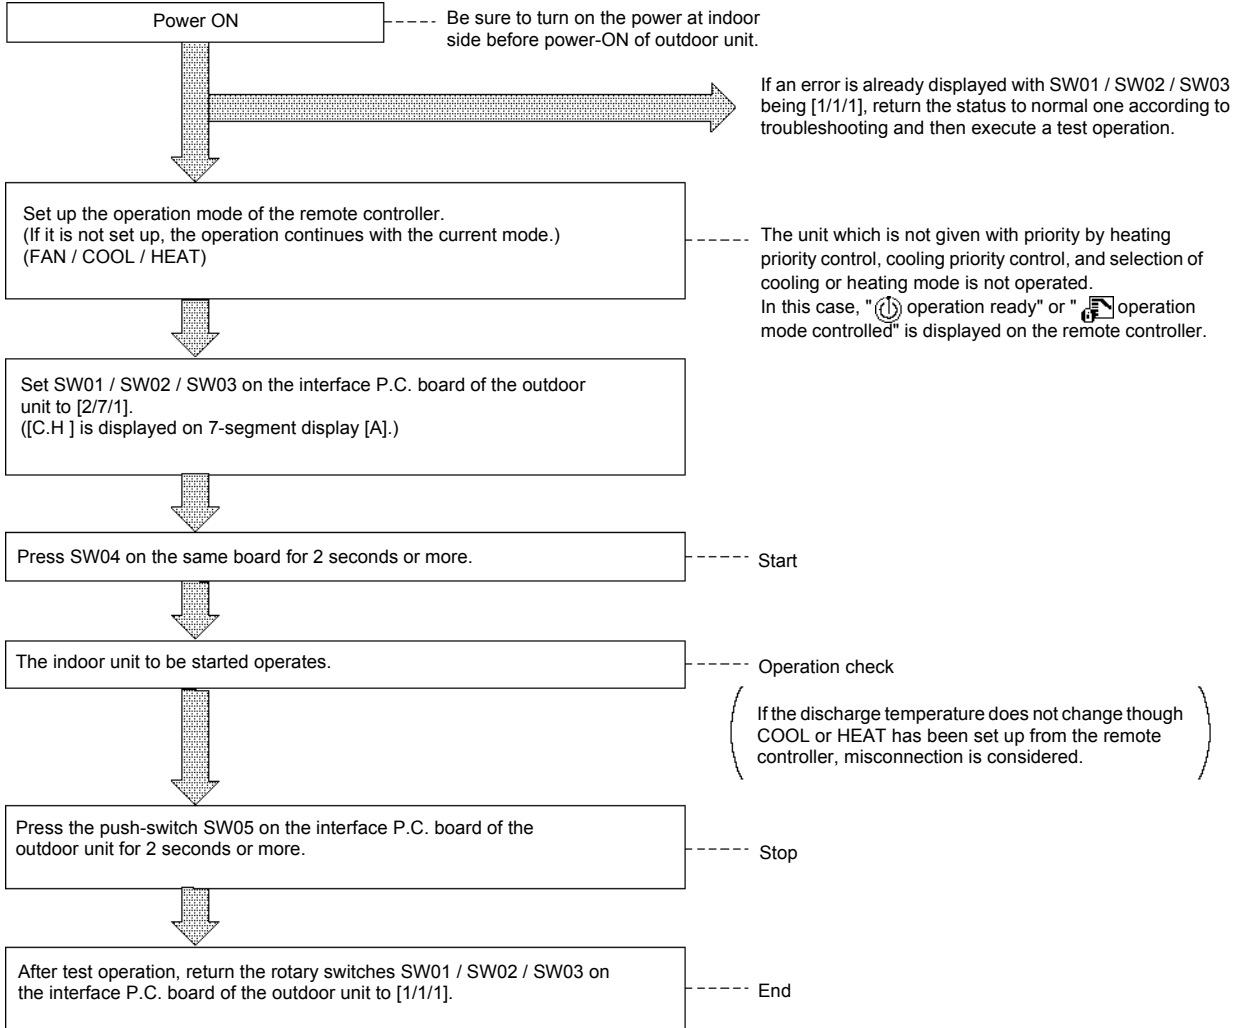 Power ON
Be sure to turn on the power at indoor
side before power-ON of outdoor unit.
If an error is already displayed with SW01 / SW02 / SW03
being [1/1/1], return the status to normal one according to
troubleshooting and then execute a test operation.
Set up the operation mode of the remote controller.
(If it is not set up, the operation continues with the current mode.)
(FAN / COOL / HEAT)
The unit which is not given with priority by heating
priority control, cooling priority control, and selection of
cooling or heating mode is not operated.
In this case, " operation ready" or " operation
mode controlled" is displayed on the remote controller.
Set SW01 / SW02 / SW03 on the interface P.C. board of the outdoor
unit to [2/7/1].
([C.H ] is displayed on 7-segment display [A].)
Press SW04 on the same board for 2 seconds or more.
Start
The indoor unit to be started operates.
Operation check
If the discharge temperature does not change though
COOL or HEAT has been set up from the remote
controller, misconnection is considered.
Press the push-switch SW05 on the interface P.C. board of the
outdoor unit for 2 seconds or more.
Stop
After test operation, return the rotary switches SW01 / SW02 / SW03 on
the interface P.C. board of the outdoor unit to [1/1/1].
End